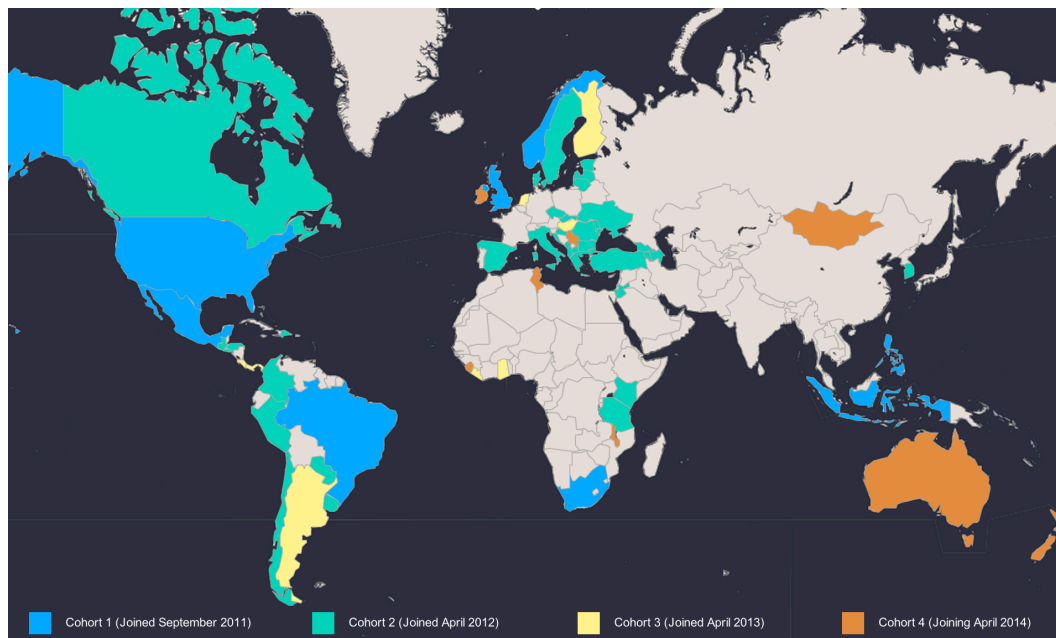 Cohort 1 (Joined September 2011)
Cohort 2 (Joined April 2012)
Cohort 3 (Joined April 2013)
Cohort 4 (Joining April 2014)